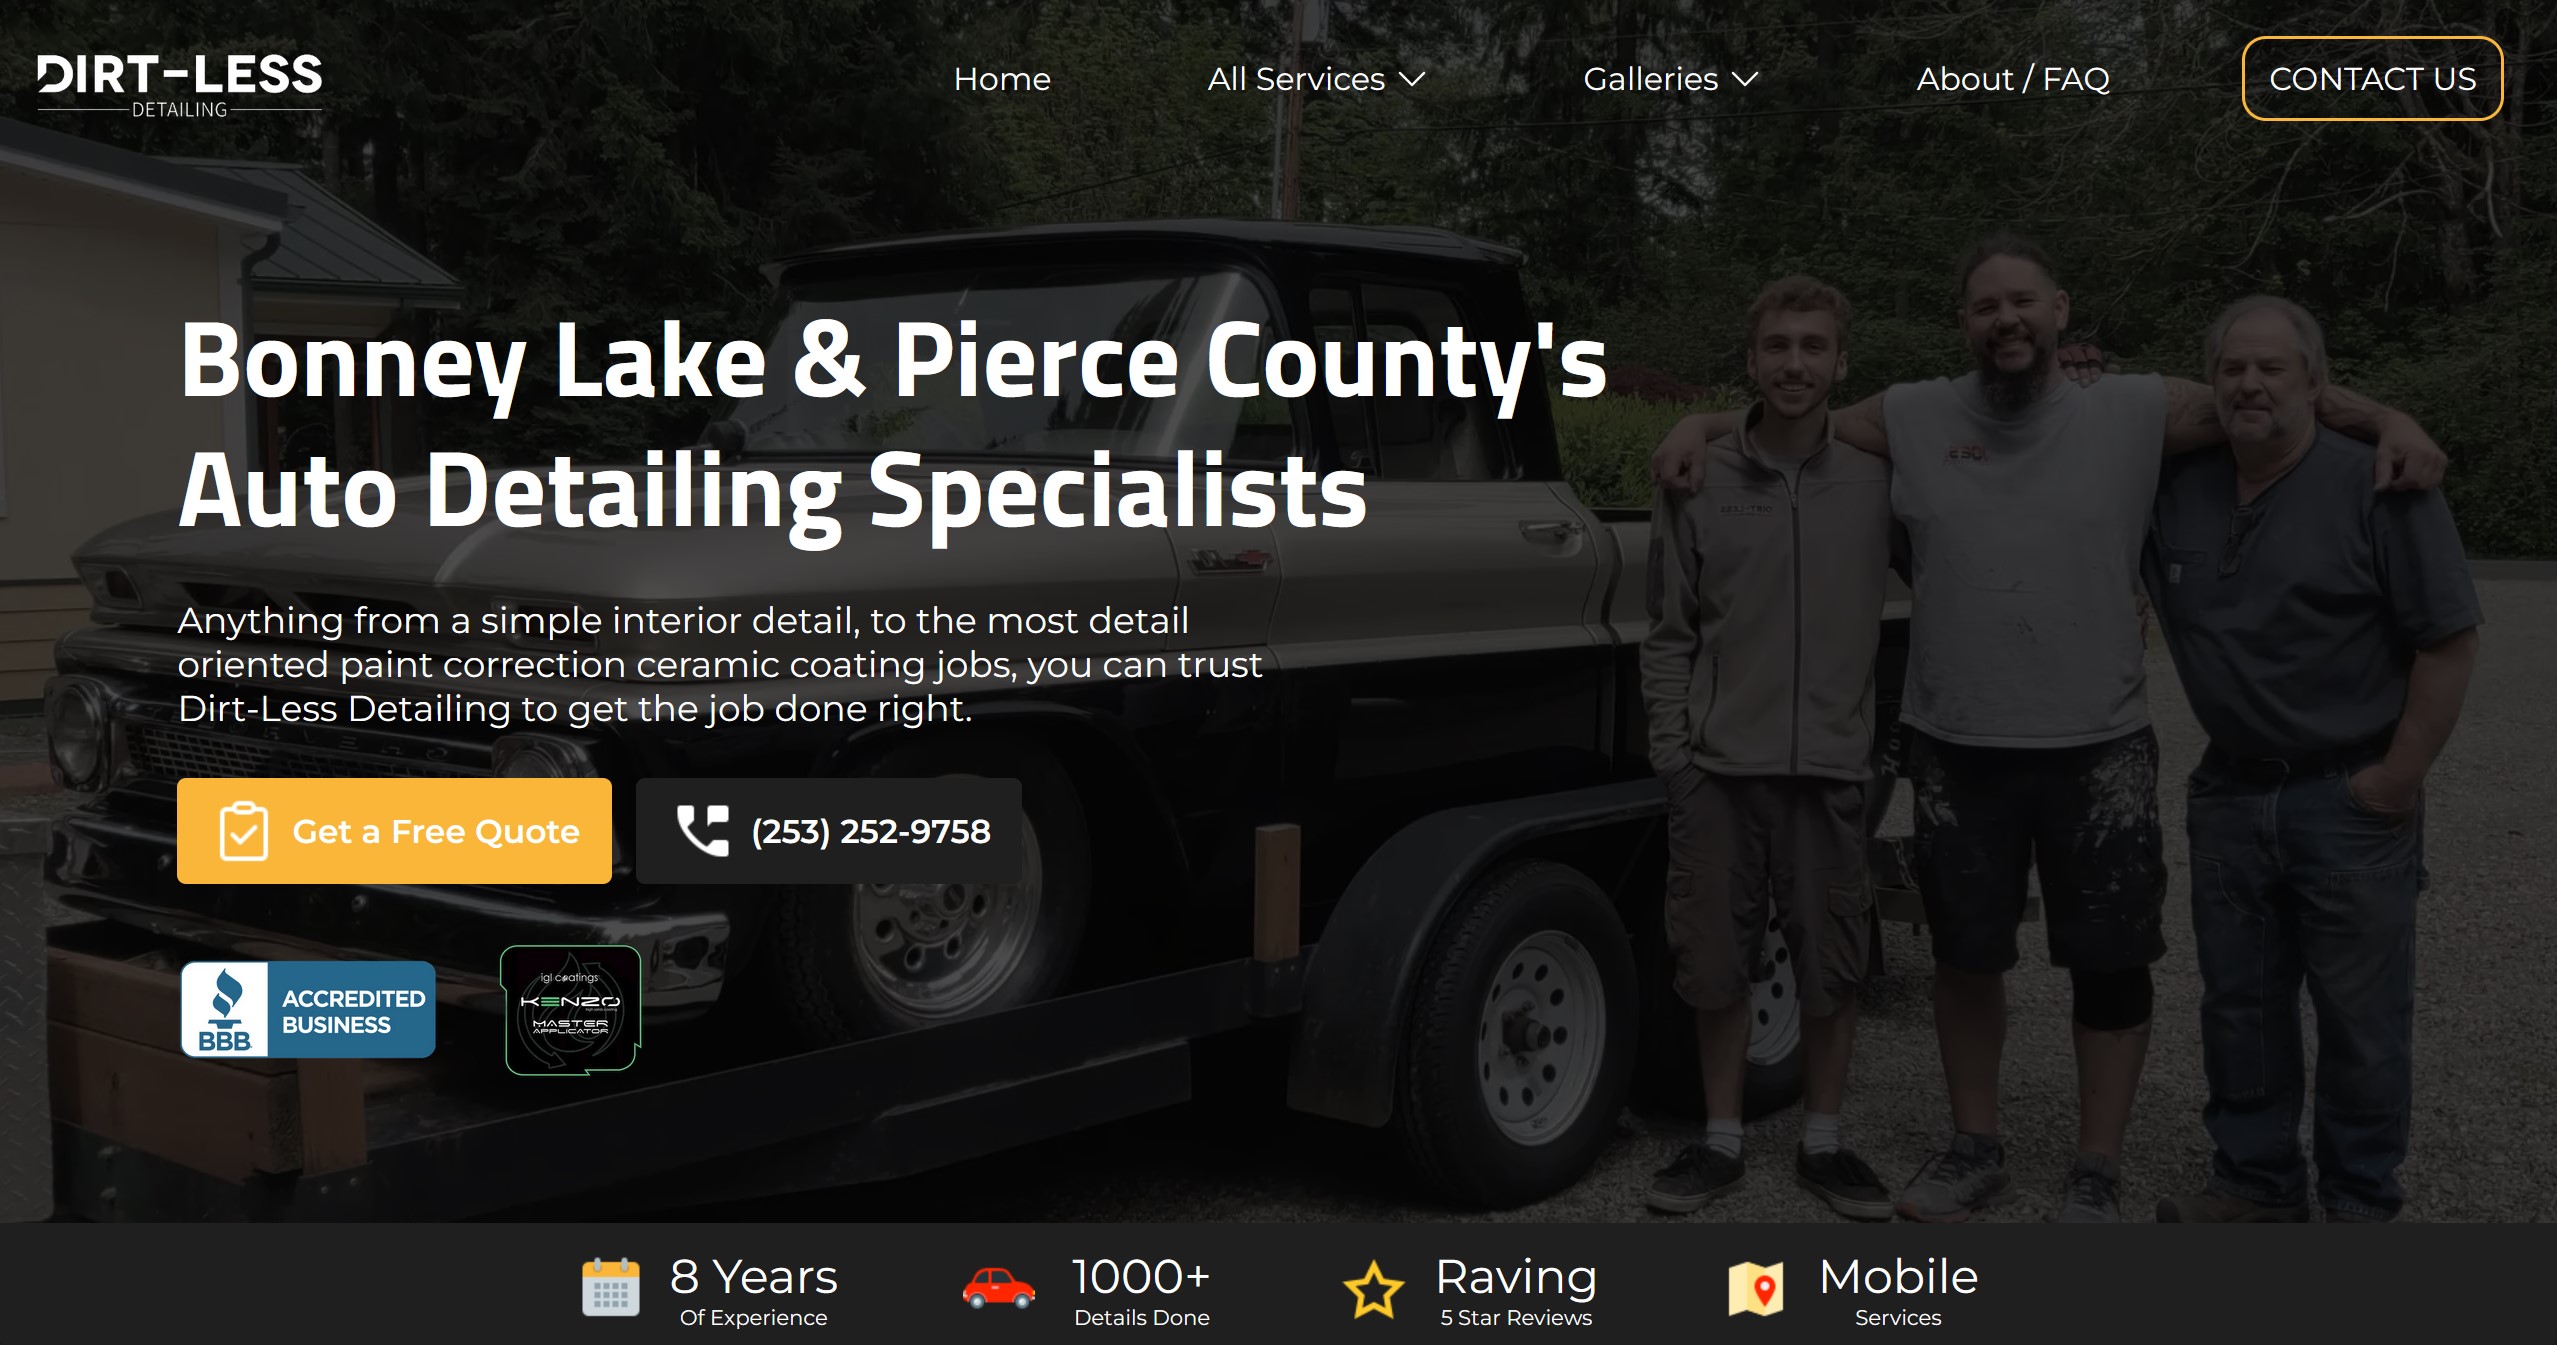 DIRT-LESS
DETAILING
Home
All Services
Galleries
About / FAQ
CONTACT US
Bonney Lake & Pierce County's
Auto Detailing Specialists
Anything from a simple interior detail, to the most detail
oriented paint correction ceramic coating jobs, you can trust
Dirt-Less Detailing to get the job done right.
Get a Free Quote
(253) 252-9758
BBB
ACCREDITED
BUSINESS
igl coatings
KENZO
MASTER
APPLICATOR
8 Years
Of Experience
1000+
Details Done
Raving
5 Star Reviews
Mobile
Services